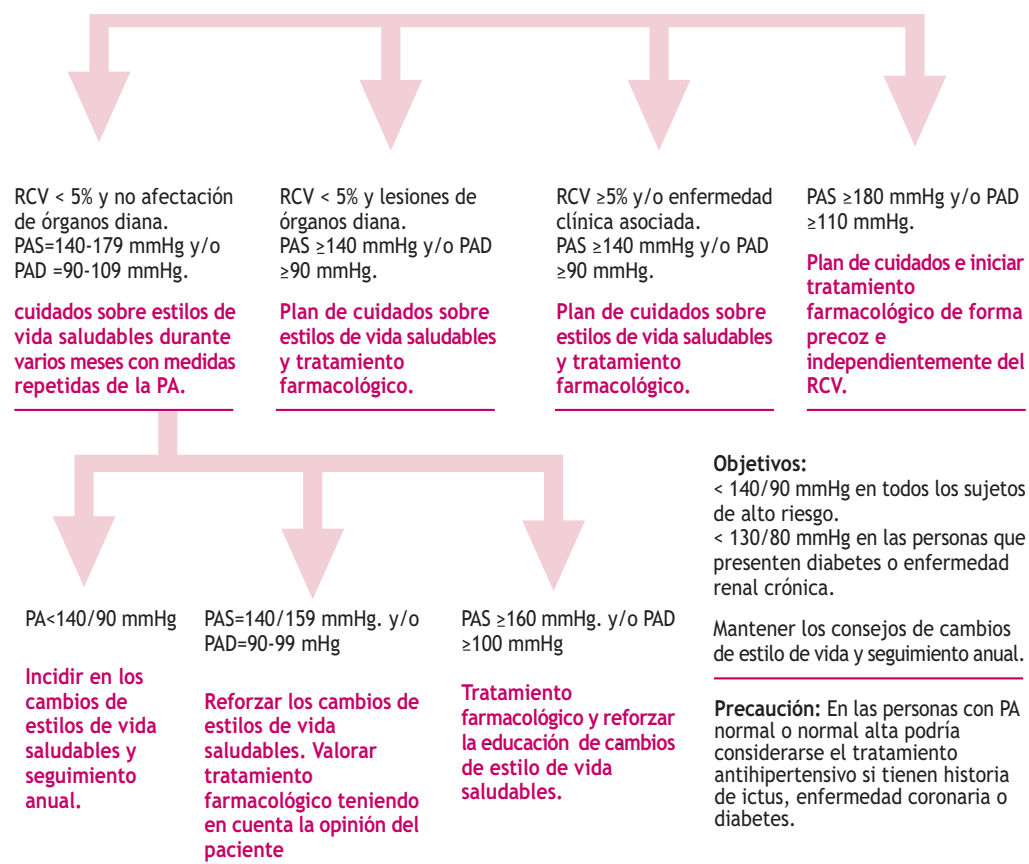 RCV < 5% y no afectación
de órganos diana.
PAS=140-179 mmHg y/o
PAD =90-109 mmHg.
cuidados sobre estilos de
vida saludables durante
varios meses con medidas
repetidas de la PA.
RCV < 5% y lesiones de
órganos diana.
PAS ≥140 mmHg y/o PAD
≥90 mmHg.
Plan de cuidados sobre
estilos de vida saludables
y tratamiento
farmacológico.
RCV ≥5% y/o enfermedad
clínica asociada.
PAS ≥140 mmHg y/o PAD
≥90 mmHg.
Plan de cuidados sobre
estilos de vida saludables
y tratamiento
farmacológico.
PAS ≥180 mmHg y/o PAD
≥110 mmHg.
Plan de cuidados e iniciar
tratamiento
farmacológico de forma
precoz e
independientemente del
RCV.
PA<140/90 mmHg
Incidir en los
cambios de
estilos de vida
saludables y
seguimiento
anual.
PAS=140/159 mmHg. y/o
PAD=90-99 mHg
Reforzar los cambios de
estilos de vida
saludables. Valorar
tratamiento
farmacológico teniendo
en cuenta la opinión del
paciente
PAS ≥160 mmHg. y/o PAD
≥100 mmHg
Tratamiento
farmacológico y reforzar
la educación de cambios
de estilo de vida
saludables.
Objetivos:
< 140/90 mmHg en todos los sujetos
de alto riesgo.
< 130/80 mmHg en las personas que
presenten diabetes o enfermedad
renal crónica.
Mantener los consejos de cambios
de estilo de vida y seguimiento anual.
Precaución: En las personas con PA
normal o normal alta podría
considerarse el tratamiento
antihipertensivo si tienen historia
de ictus, enfermedad coronaria o
diabetes.